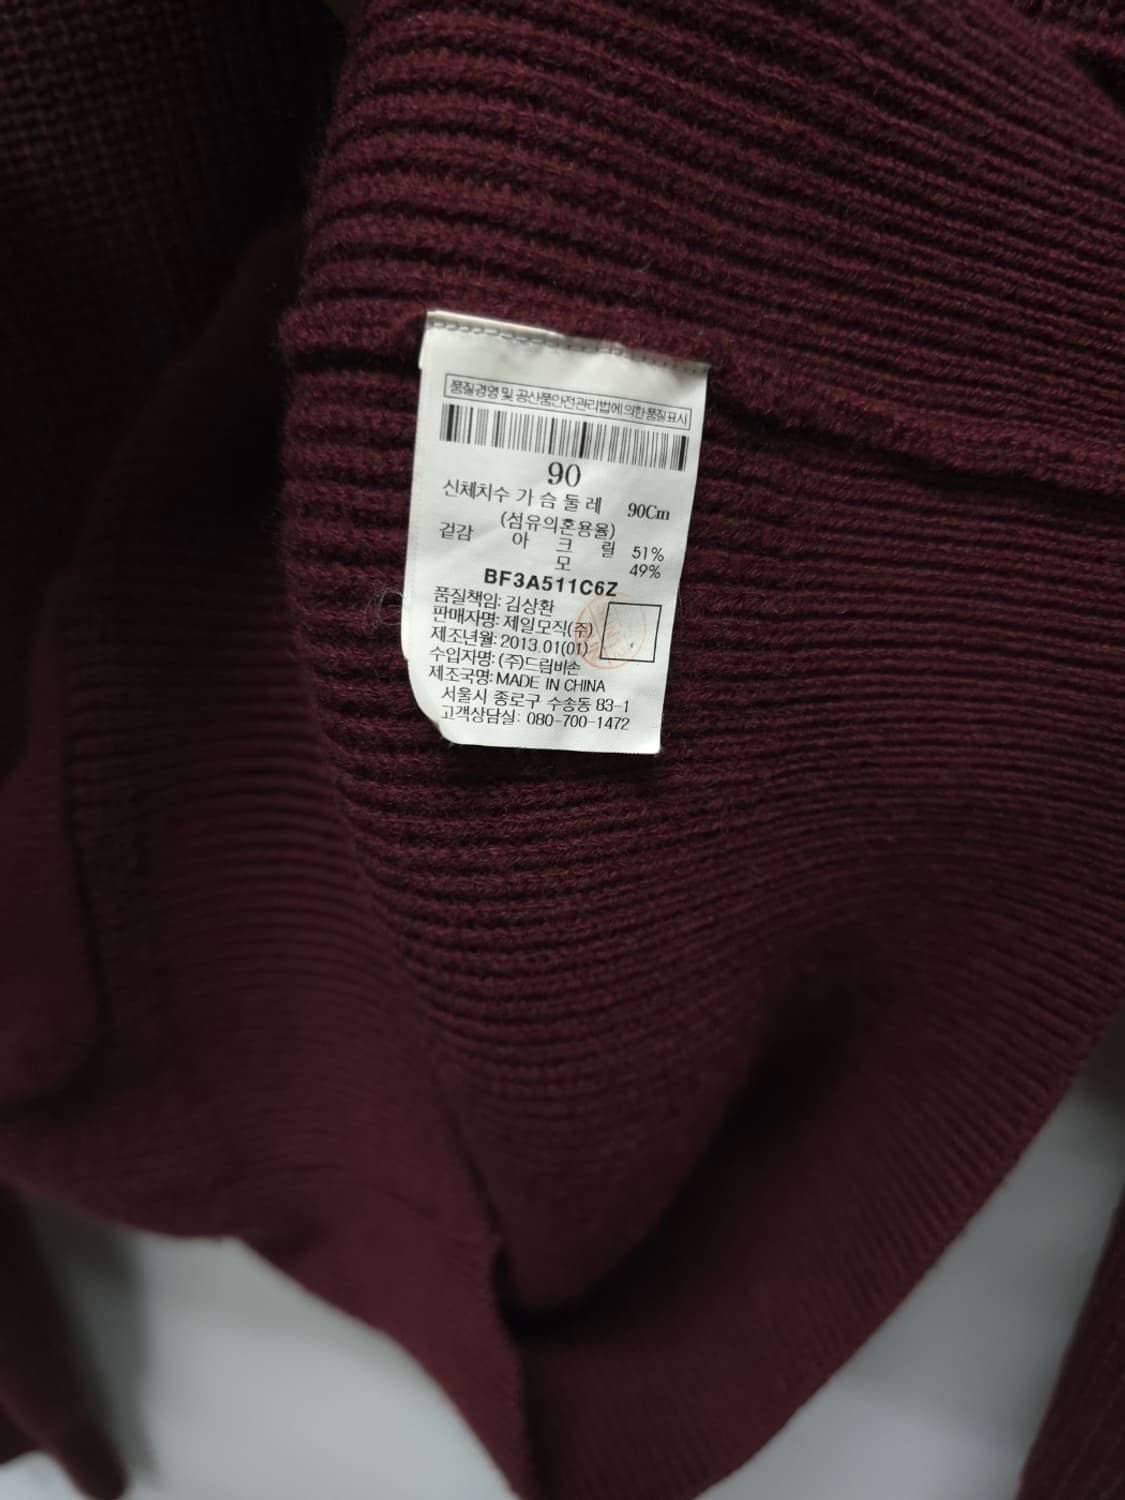 품질경영 및 공산품안전관리법에 의한 품질표시
90
신체치수 가 슴 둘 레 90Cm
(섬유의혼용율)
겉감 아 크 릴 51%
모 49%
BF3A511C6Z
품질책임: 김상환
판매자명: 제일모직(주)
제조년월: 2013.01(01)
수입자명: (주)드립비손
제조국명: MADE IN CHINA
서울시 종로구 수송동 83-1
고객상담실: 080-700-1472